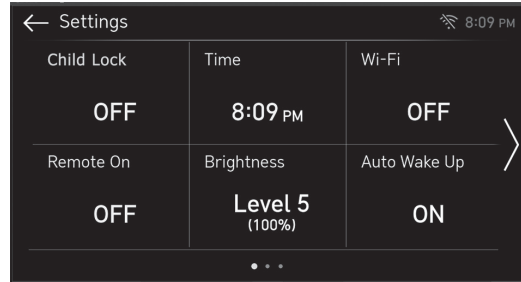 Settings 8:09 PM
Child Lock Time Wi-Fi
OFF 8:09 PM OFF
Remote On Brightness Auto Wake Up
OFF Level 5 ON
(100%)